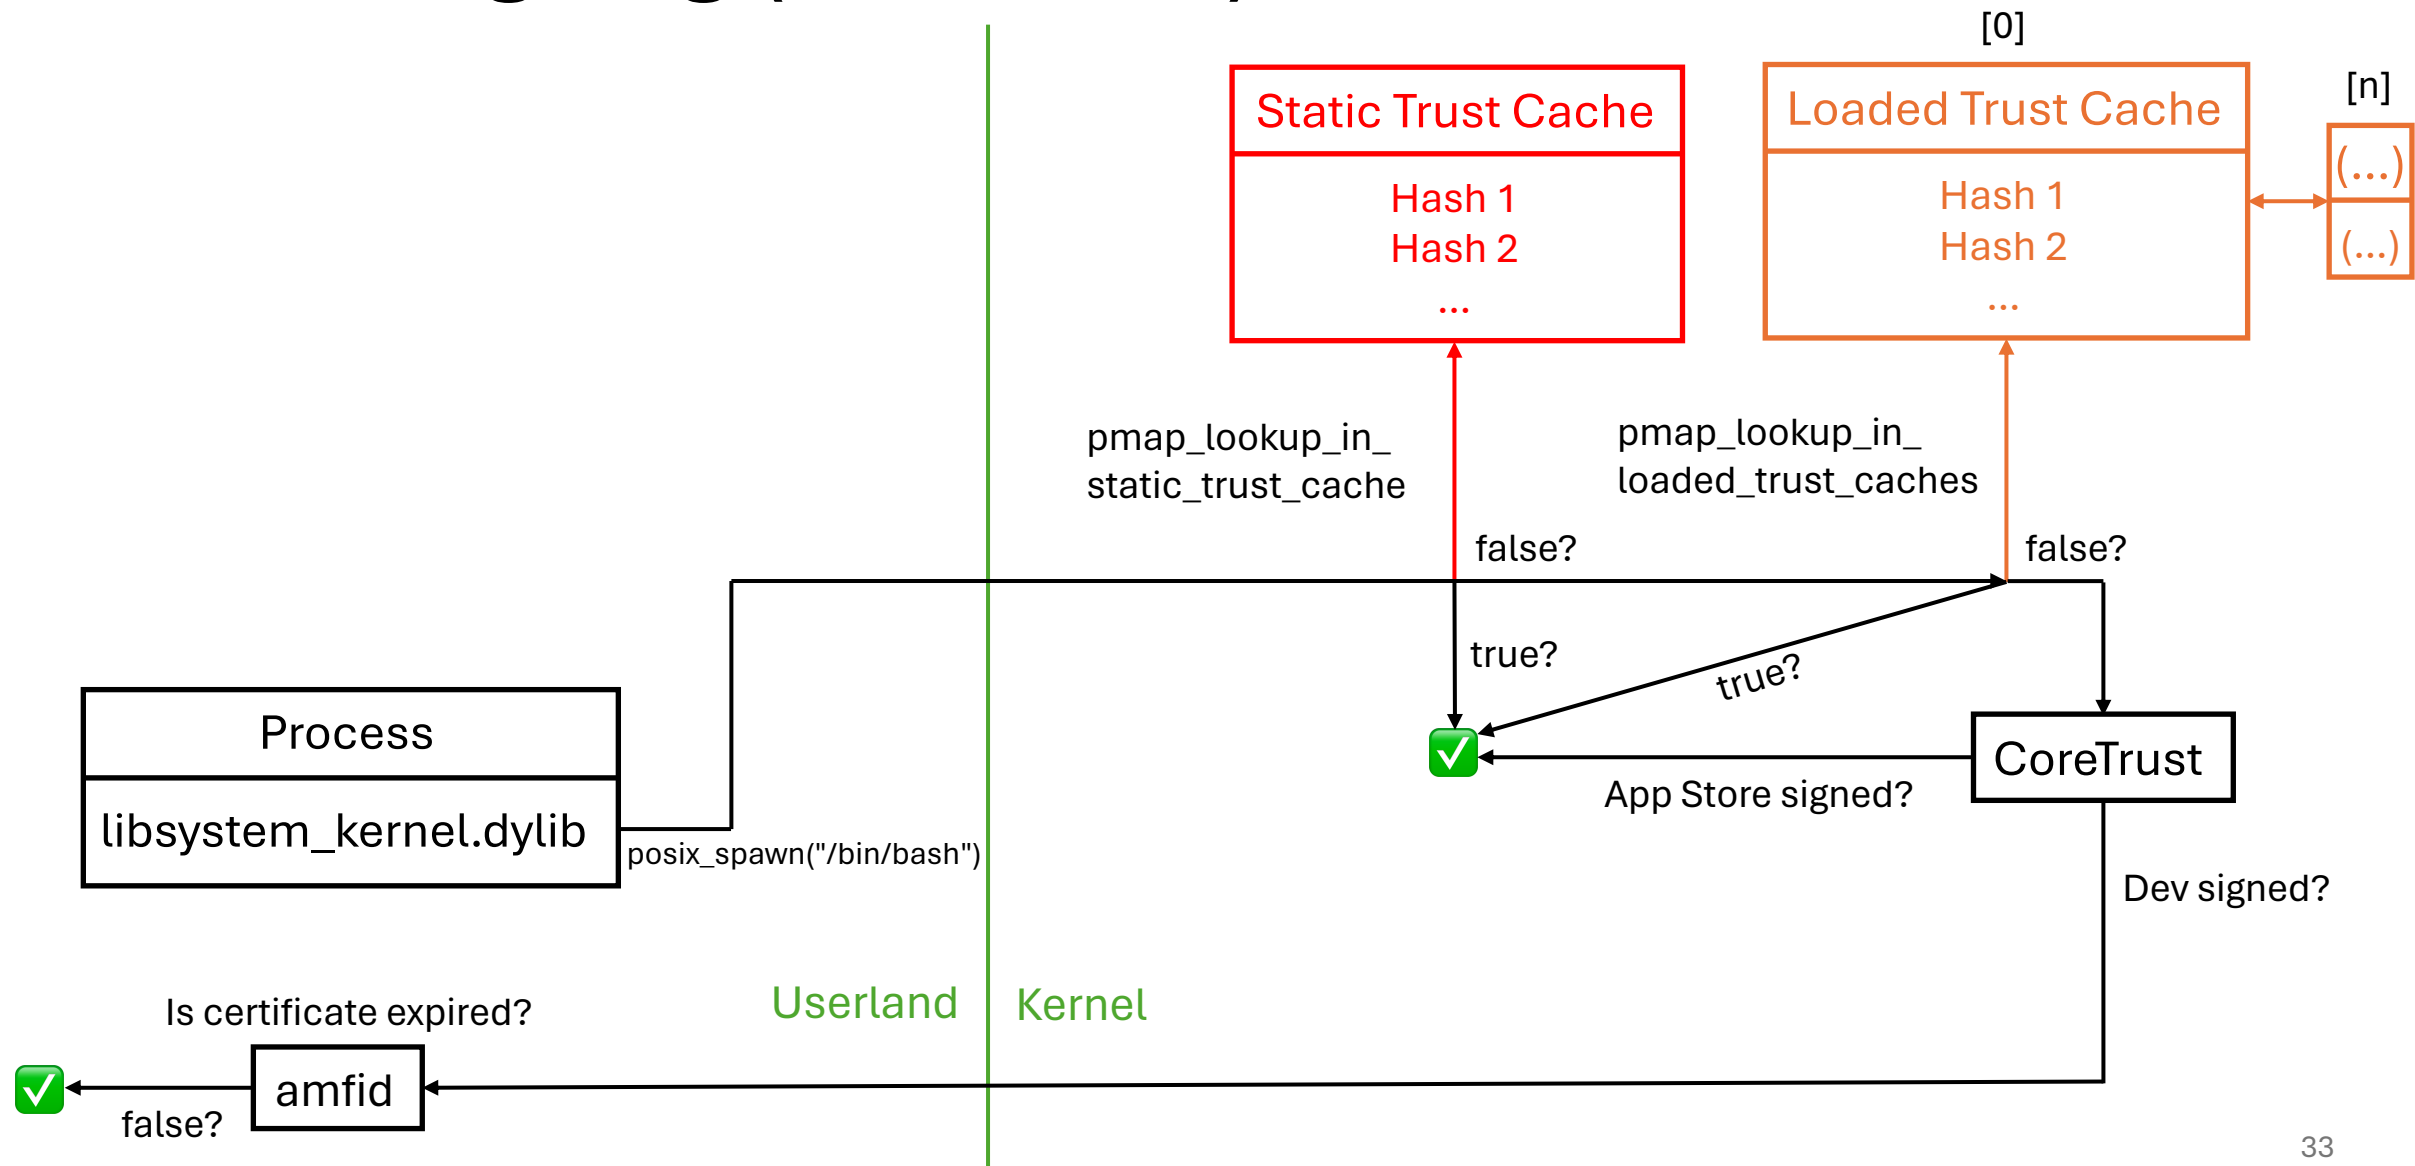 [0]
[n]
Static Trust Cache
Hash 1
Hash 2
...
Loaded Trust Cache
Hash 1
Hash 2
...
(...)
(...)
pmap_lookup_in_
static_trust_cache
pmap_lookup_in_
loaded_trust_caches
false?
false?
true?
true?
Process
libsystem_kernel.dylib
posix_spawn("/bin/bash")
CoreTrust
App Store signed?
Dev signed?
Userland
Kernel
Is certificate expired?
amfid
false?
33